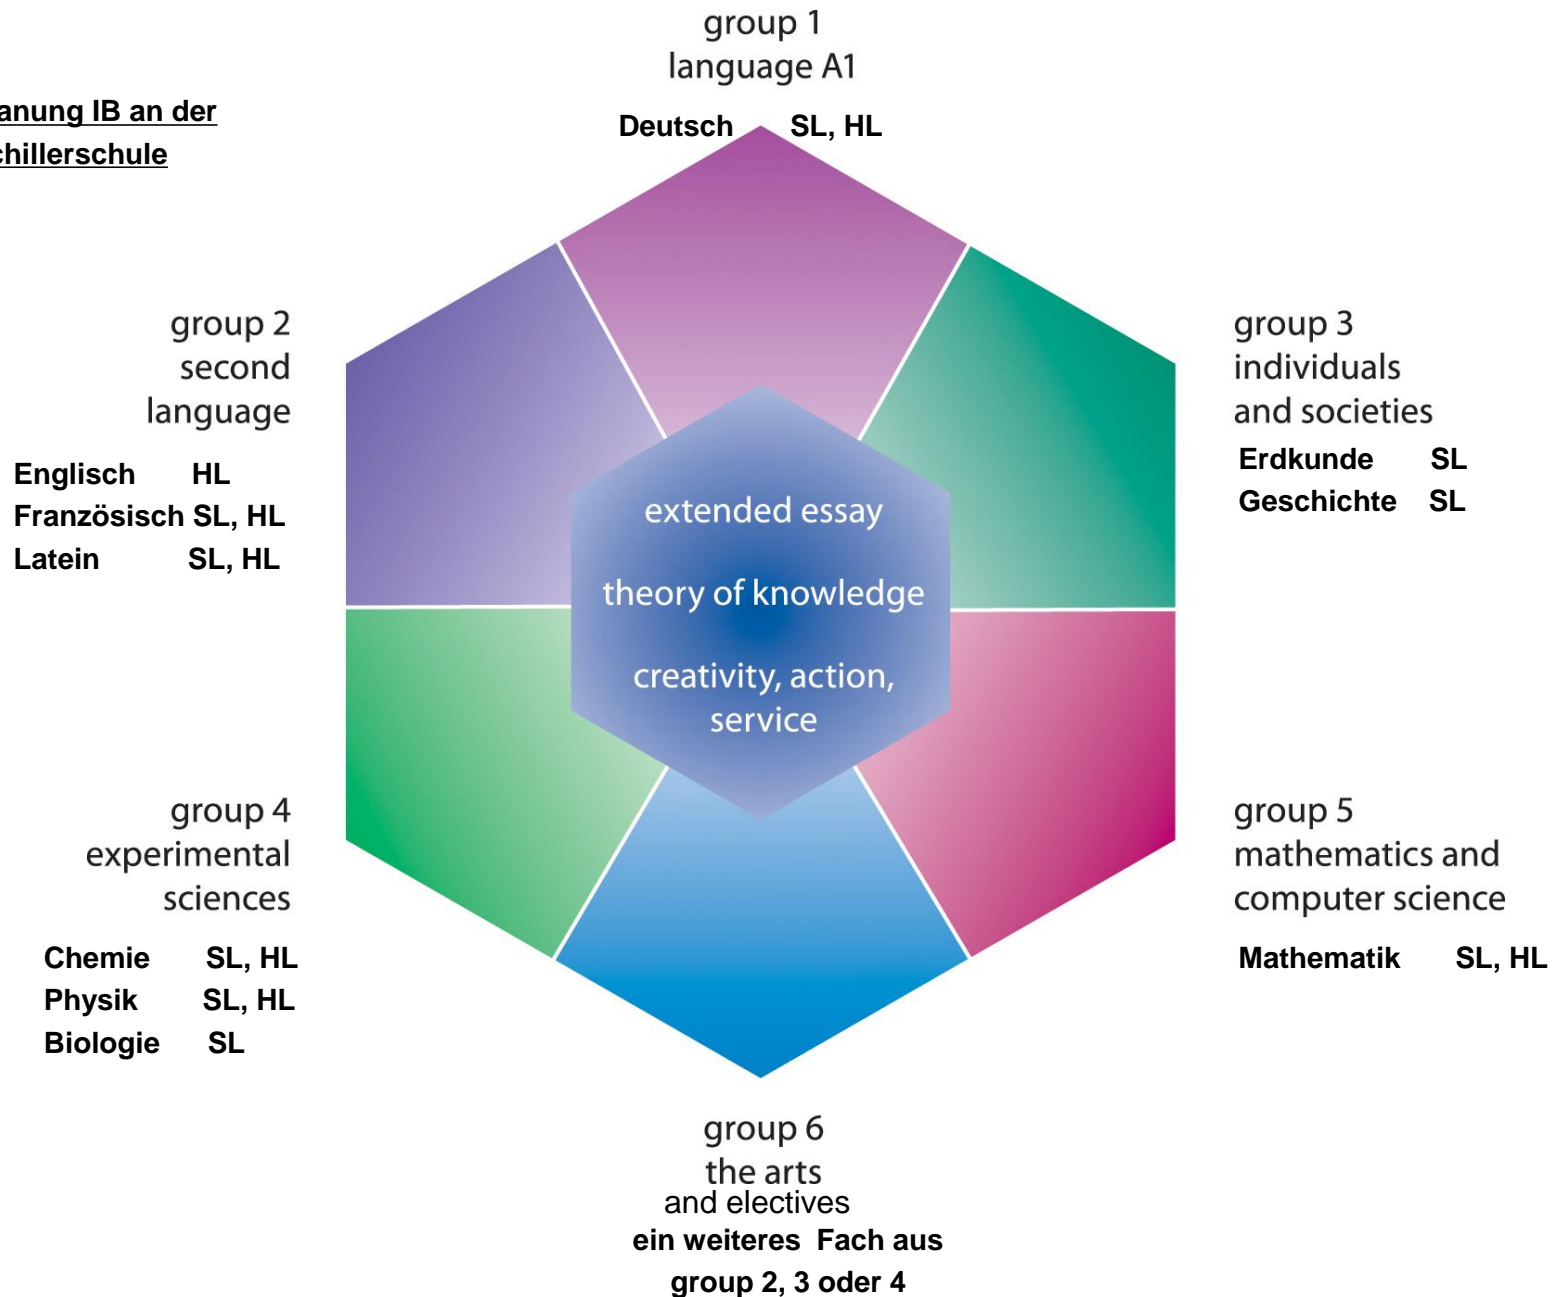 group 1
language A1
Deutsch SL, HL
anung IB an der
chillerschule
group 2
second
language
Englisch HL
Französisch SL, HL
Latein SL, HL
group 3
individuals
and societies
Erdkunde SL
Geschichte SL
extended essay
theory of knowledge
creativity, action,
service
group 4
experimental
sciences
Chemie SL, HL
Physik SL, HL
Biologie SL
group 5
mathematics and
computer science
Mathematik SL, HL
group 6
the arts
and electives
ein weiteres Fach aus
group 2, 3 oder 4